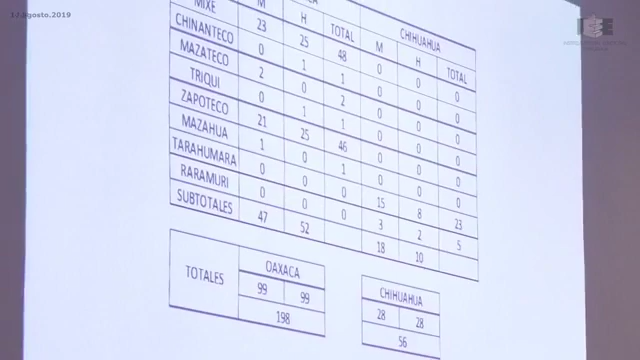 CHIHUAHUA
M H TOTAL M H TOTAL
MIXE 23 25 48 0 0 0
CHINANTECO 0 1 1 0 0 0
MAZATECO 2 0 2 0 0 0
TRIQUI 0 1 1 0 0 0
ZAPOTECO 21 25 46 0 0 0
MAZAHUA 1 0 1 0 0 0
TARAHUMARA 0 0 0 15 8 23
RARAMURI 0 0 0 3 2 5
SUBTOTALES 47 52 18 10
TOTALES
OAXACA
99 99
198
CHIHUAHUA
28 28
56